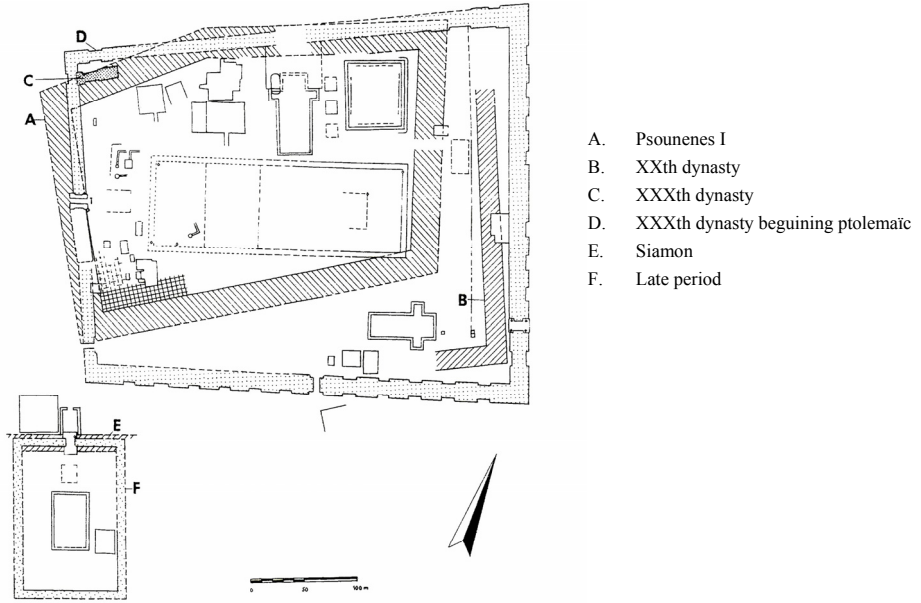 D
C
A
B
E
F
0 50 100 m
A. Psounenes I
B. XXth dynasty
C. XXXth dynasty
D. XXXth dynasty beguining ptolemaïc
E. Siamon
F. Late period